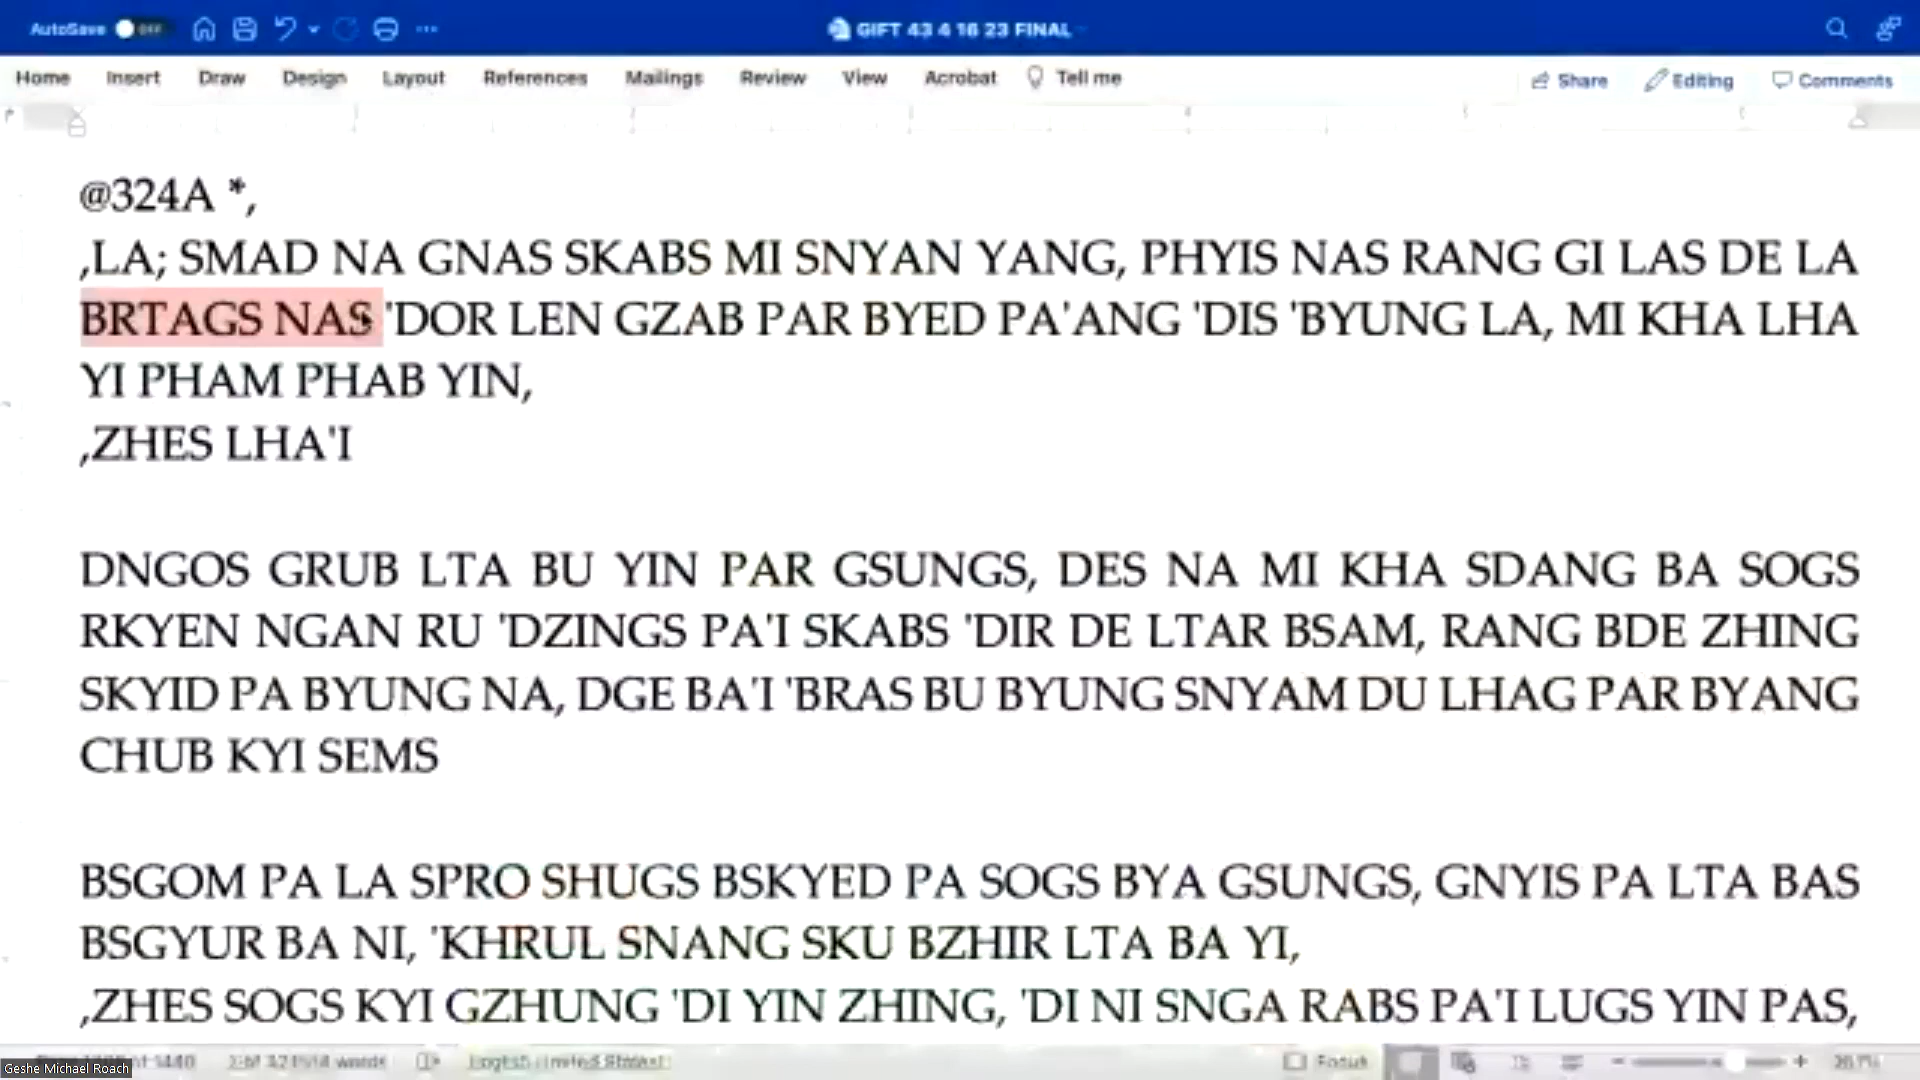 AutoSave OFF GIFT 43 4 16 23 FINAL
Home Insert Draw Design Layout References Mailings Review View Acrobat Tell me Share Editing Comments
@324A *,
,LA; SMAD NA GNAS SKABS MI SNYAN YANG, PHYIS NAS RANG GI LAS DE LA
BRTAGS NAS 'DOR LEN GZAB PAR BYED PA'ANG 'DIS 'BYUNG LA, MI KHA LHA
YI PHAM PHAB YIN,
,ZHES LHA'I
DNGOS GRUB LTA BU YIN PAR GSUNGS, DES NA MI KHA SDANG BA SOGS
RKYEN NGAN RU 'DZINGS PA'I SKABS 'DIR DE LTAR BSAM, RANG BDE ZHING
SKYID PA BYUNG NA, DGE BA'I 'BRAS BU BYUNG SNYAM DU LHAG PAR BYANG
CHUB KYI SEMS
BSGOM PA LA SPRO SHUGS BSKYED PA SOGS BYA GSUNGS, GNYIS PA LTA BAS
BSGYUR BA NI, 'KHRUL SNANG SKU BZHIR LTA BA YI,
,ZHES SOGS KYI GZHUNG 'DI YIN ZHING, 'DI NI SNGA RABS PA'I LUGS YIN PAS,
Geshe Michael Roach words English (United States) Focus